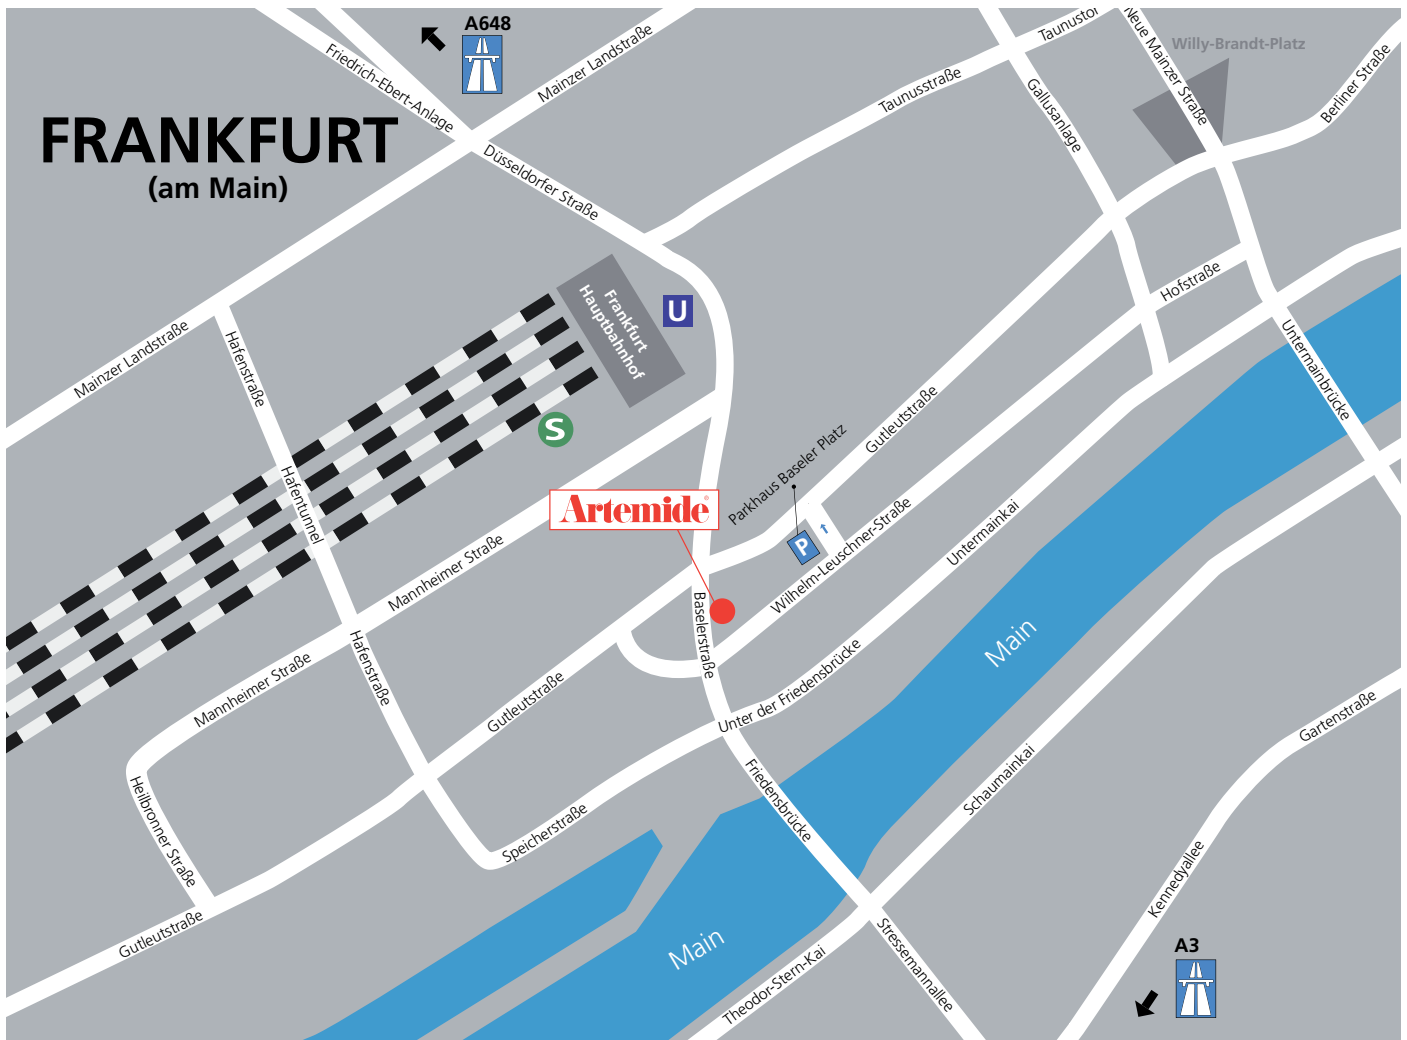 A648
Friedrich-Ebert-Anlage
Mainzer Landstraße
Taunustor
Neue Mainzer Straße
Willy-Brandt-Platz
Berliner Straße
Taunusstraße
Gallusanlage
FRANKFURT
(am Main)
Düsseldorfer Straße
Frankfurt
Hauptbahnhof
U
Hofstraße
Mainzer Landstraße
Hafenstraße
Untermainbrücke
Gutleutstraße
S
Parkhaus Baseler Platz
Hafentunnel
Artemide®
P
Wilhelm-Leuschner-Straße
Untermainkai
Mannheimer Straße
Baselerstraße
Main
Hafenstraße
Mannheimer Straße
Gutleutstraße
Unter der Friedensbrücke
Gartenstraße
Heilbronner Straße
Friedensbrücke
Schaumainkai
Speicherstraße
Kennedyallee
Gutleutstraße
Main
A3
Theodor-Stern-Kai
Stressemannallee